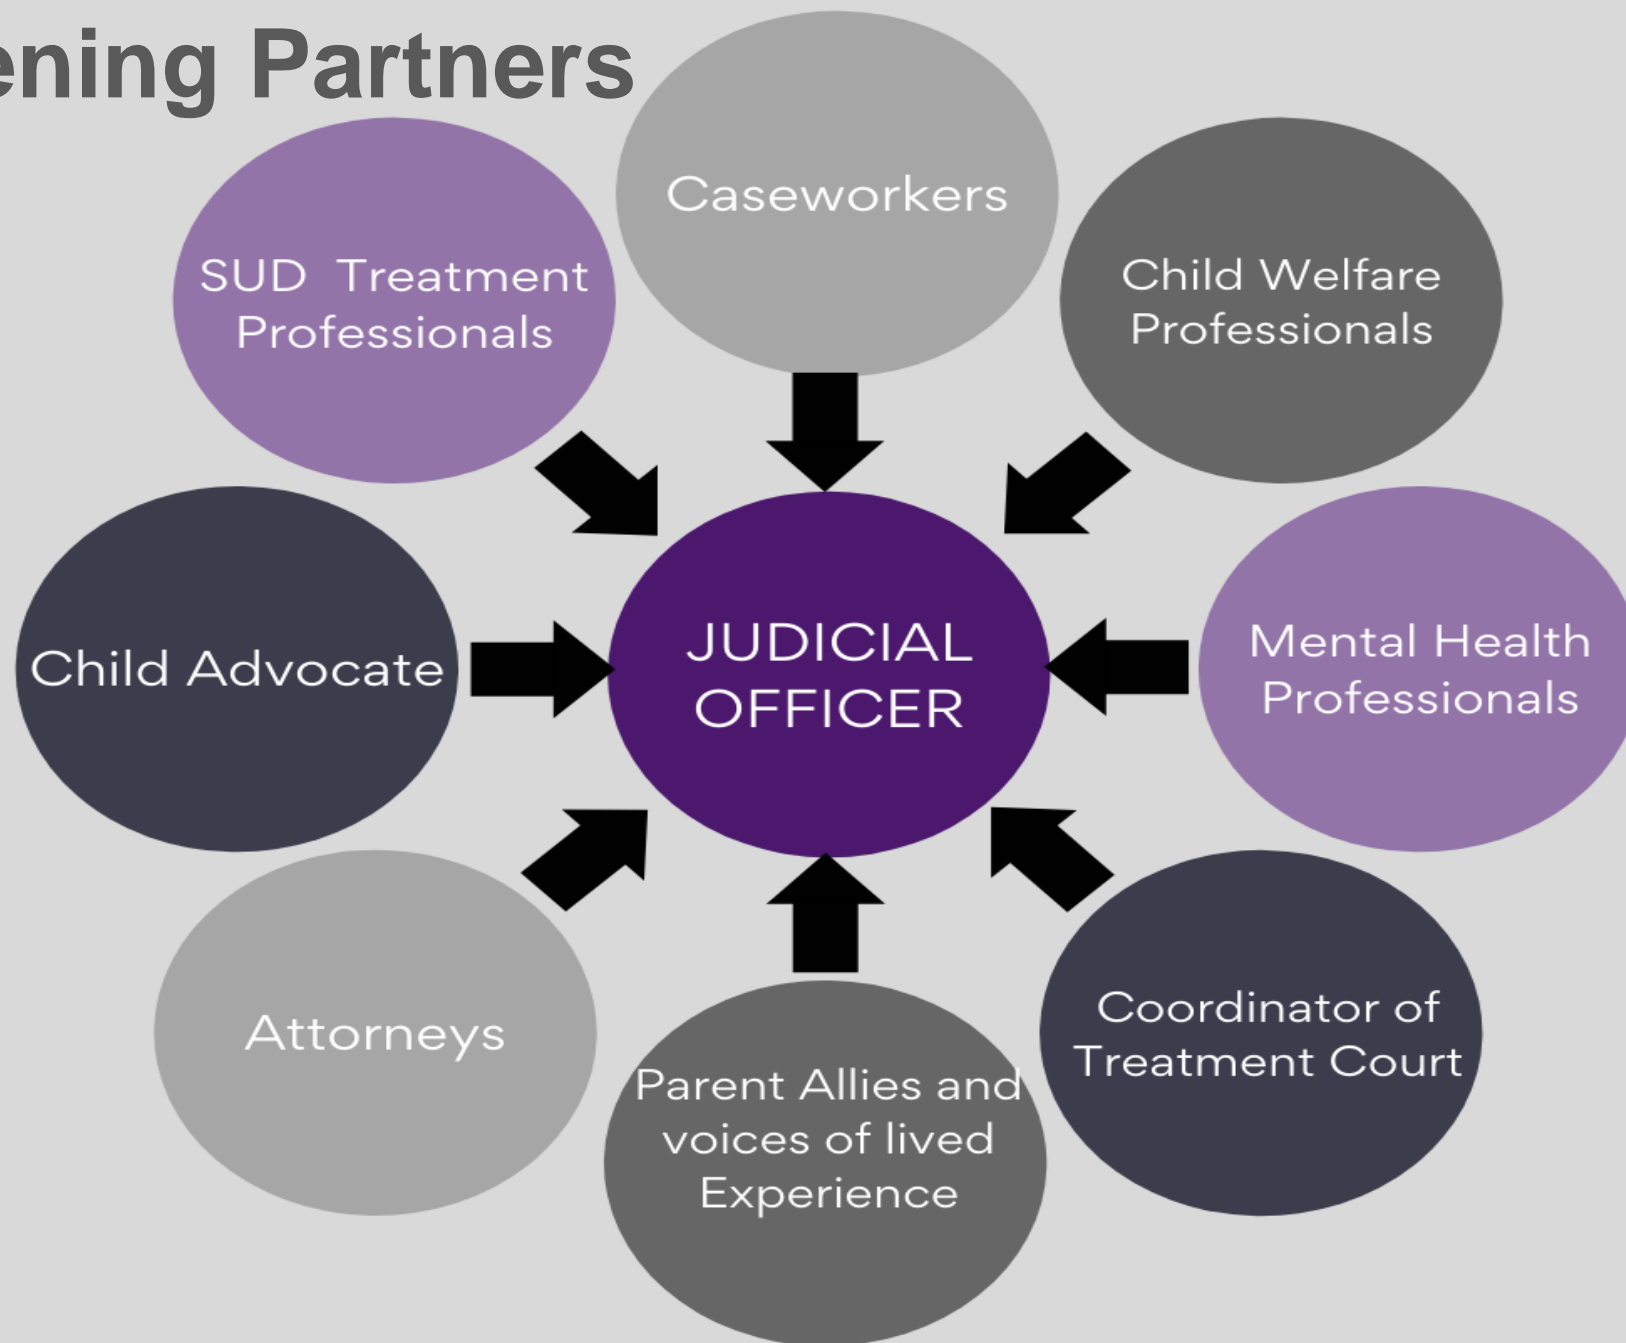 ening Partners
Caseworkers
SUD  Treatment
Professionals
Child Welfare
Professionals
Child Advocate
JUDICIAL
OFFICER
Mental Health
Professionals
Attorneys
Parent Allies and
voices of lived
Experience
Coordinator of
Treatment Court